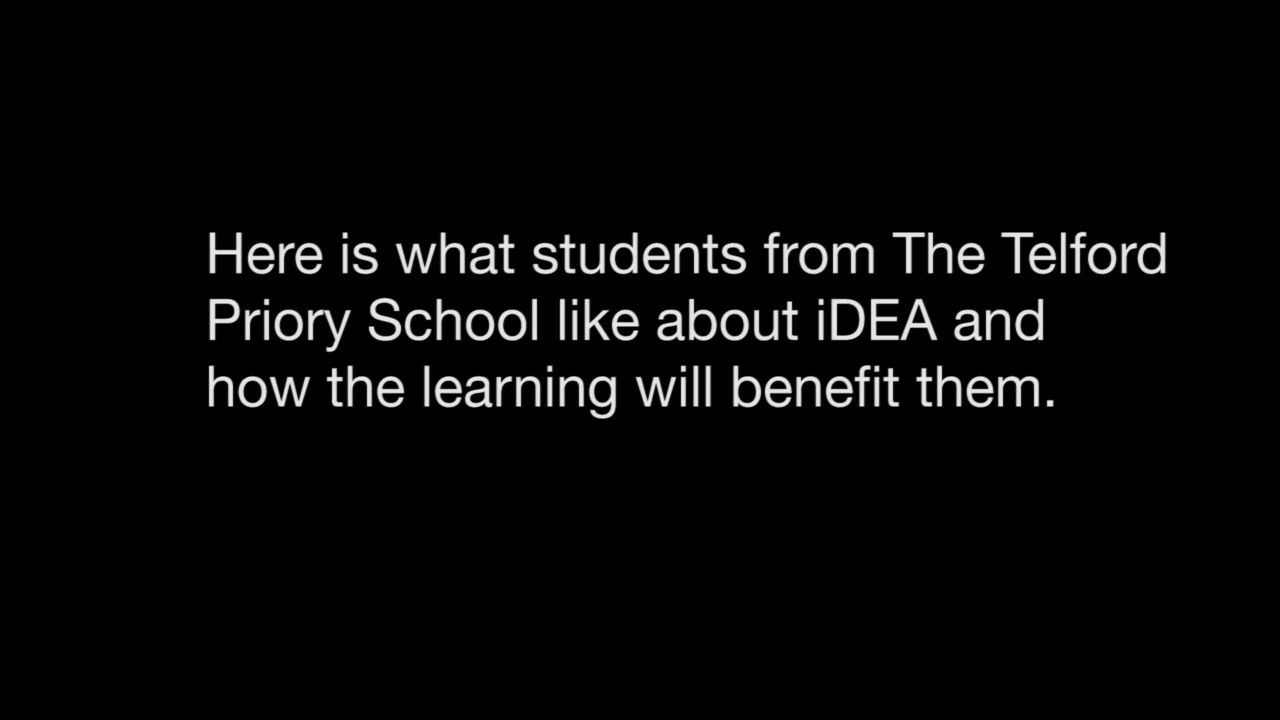 Here is what students from The Telford
Priory School like about iDEA and
how the learning will benefit them.